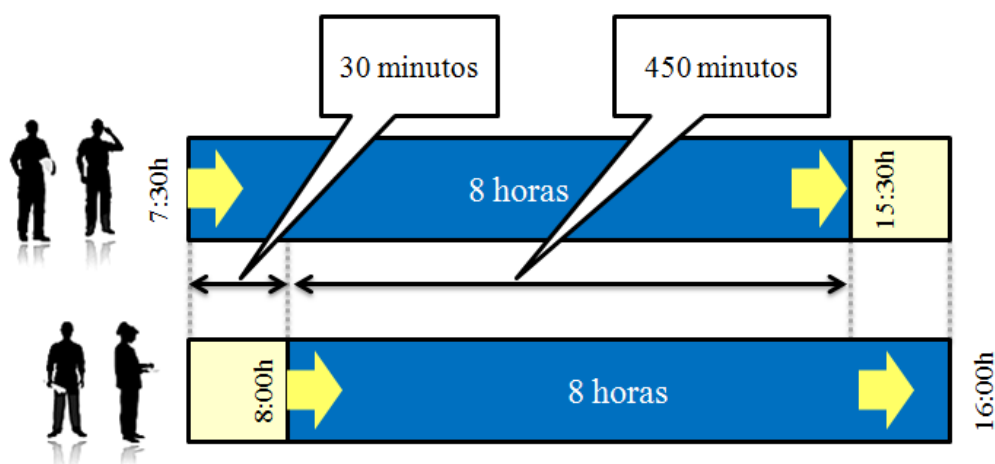 30 minutos
450 minutos
7:30h
8 horas
15:30h
8:00h
8 horas
16:00h